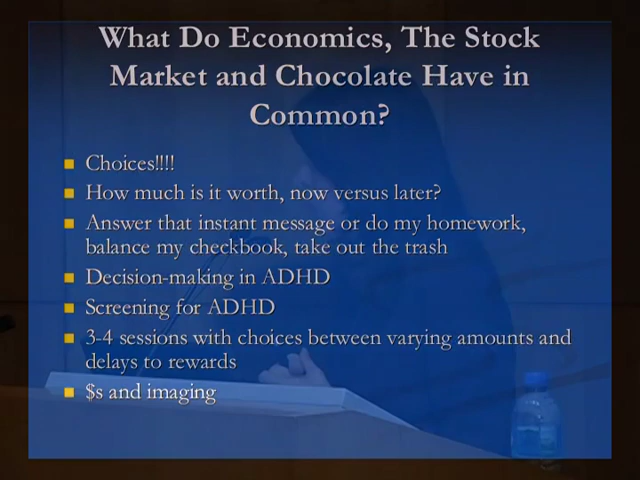 What Do Economics, The Stock
Market and Chocolate Have in
Common?
Choices!!!!
How much is it worth, now versus later?
Answer that instant message or do my homework,
balance my checkbook, take out the trash
Decision-making in ADHD
Screening for ADHD
3-4 sessions with choices between varying amounts and
delays to rewards
$s and imaging